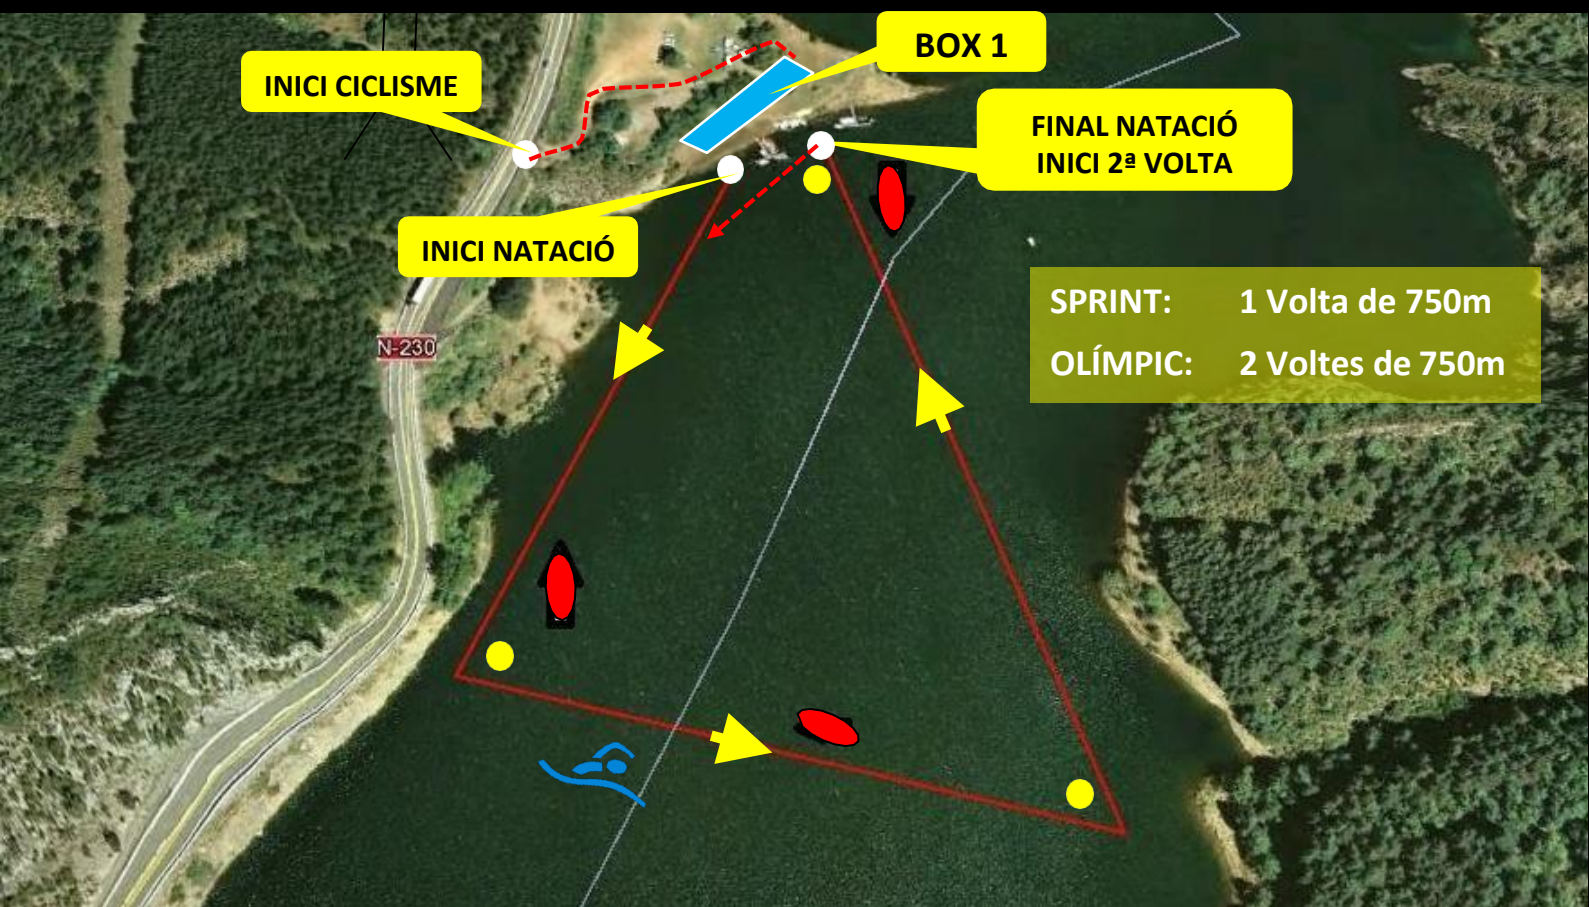 BOX 1
INICI CICLISME
FINAL NATACIÓ
INICI 2ª VOLTA
INICI NATACIÓ
SPRINT: 1 Volta de 750m
OLÍMPIC: 2 Voltes de 750m
N-230